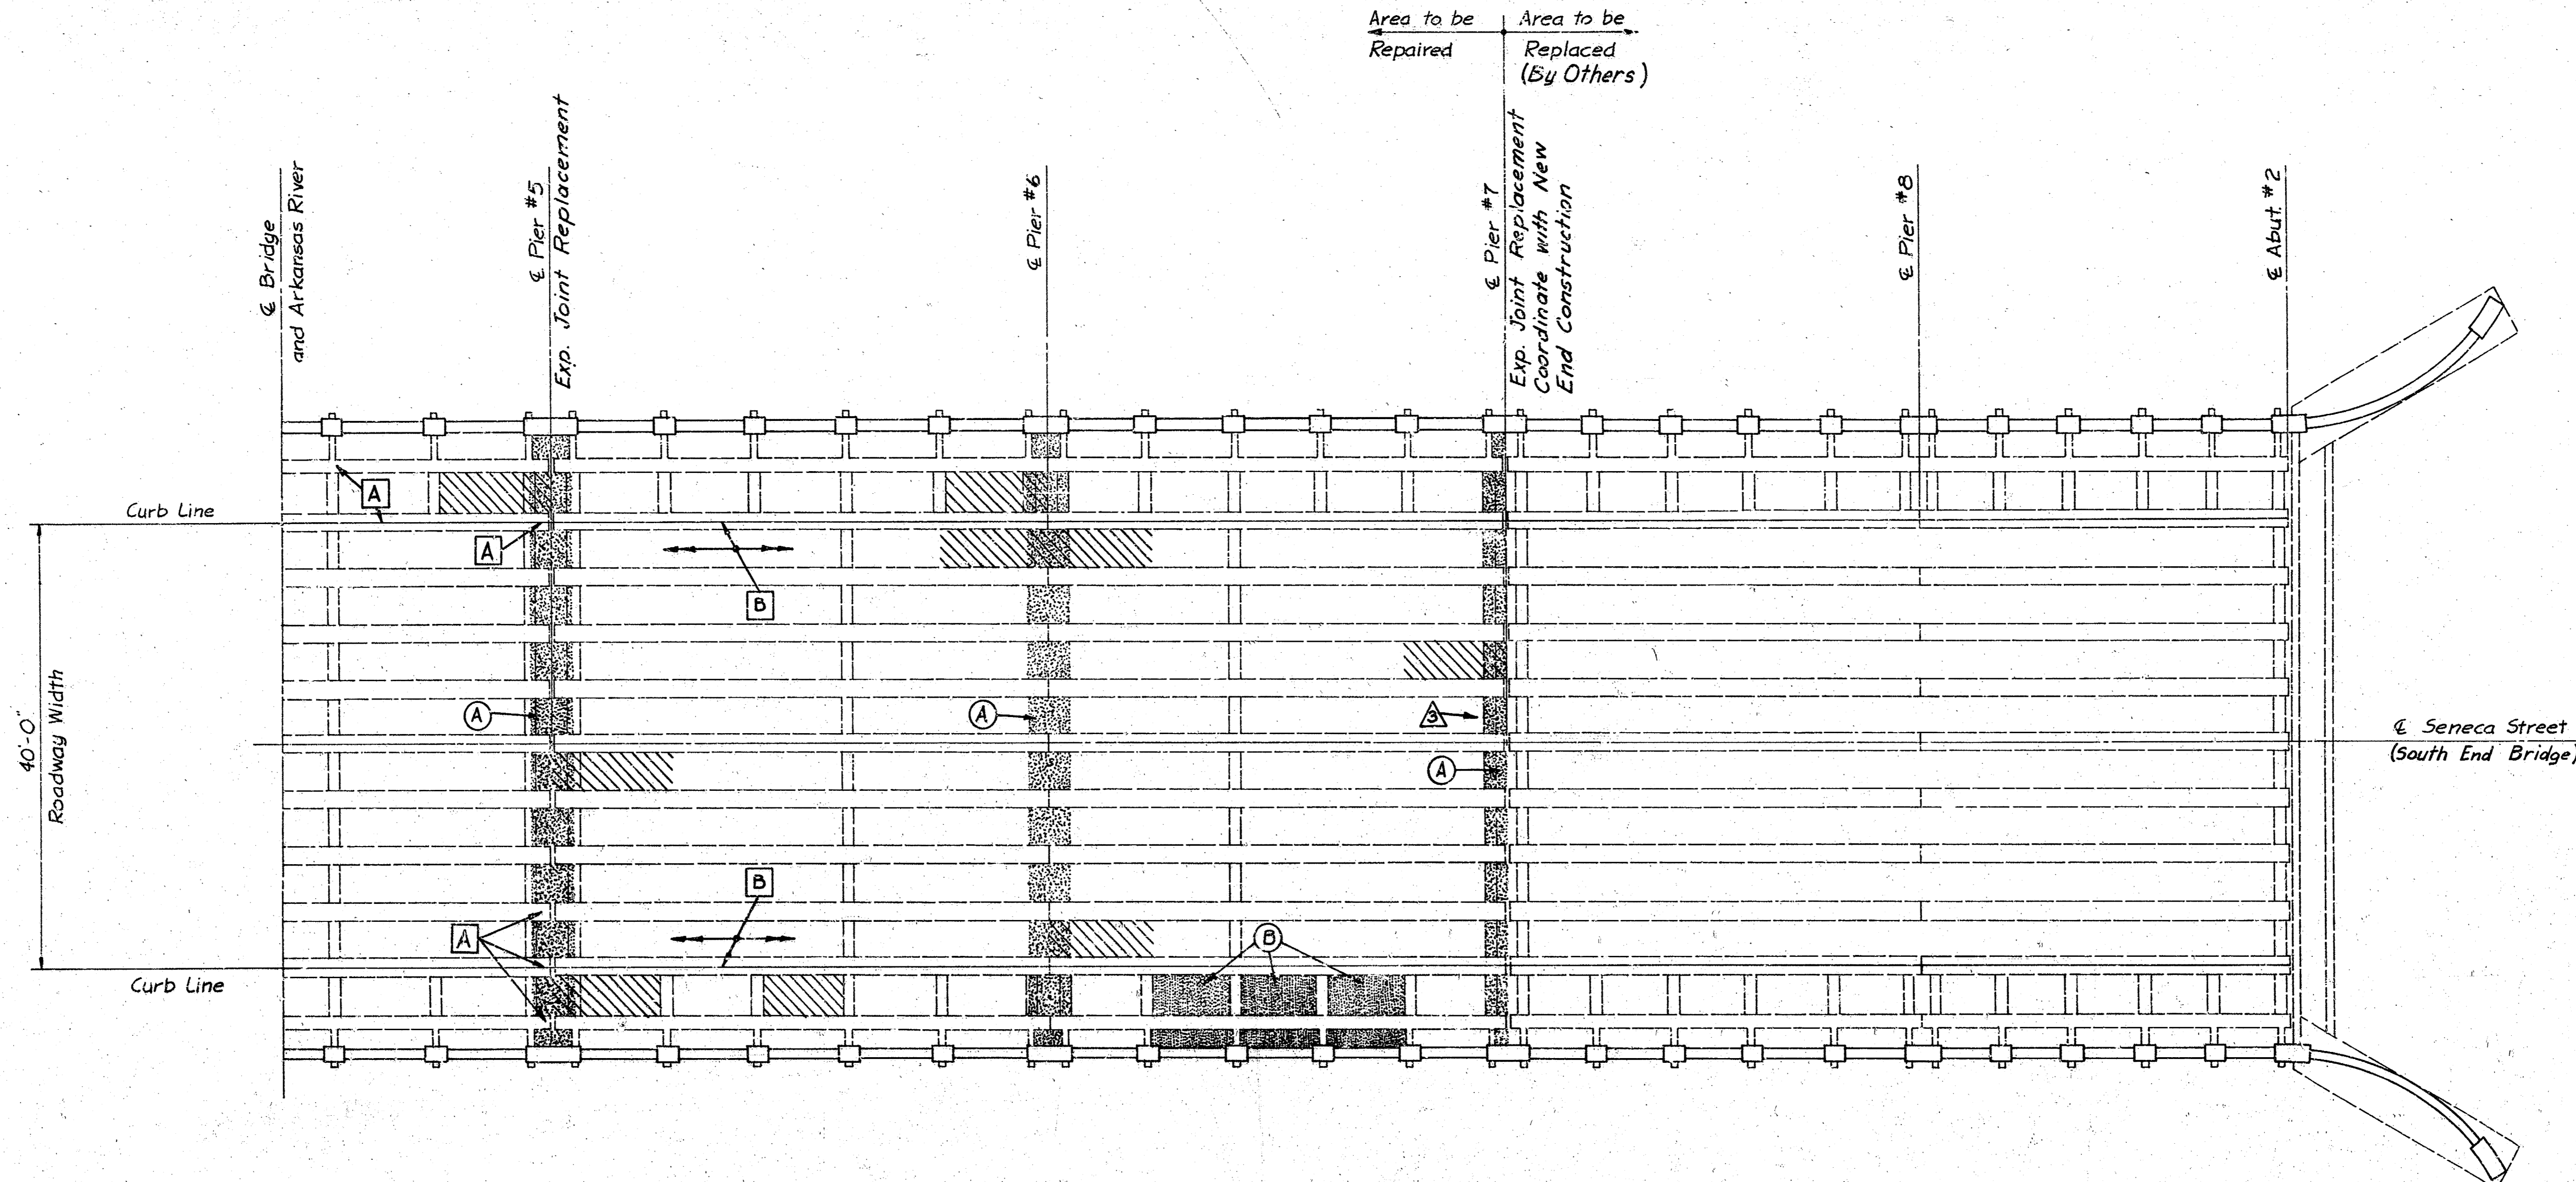 Area to be
Repaired
Area to be
Replaced
(By Others)
℄ Bridge
and Arkansas River
℄ Pier #5
Exp. Joint Replacement
℄ Pier #6
℄ Pier #7
Exp. Joint Replacement
Coordinate with New
End Construction
℄ Pier #8
℄ Abut. #2
Curb Line
A
A
B
40'-0"
Roadway Width
A
A
3
A
℄ Seneca Street
(South End Bridge)
B
A
B
Curb Line